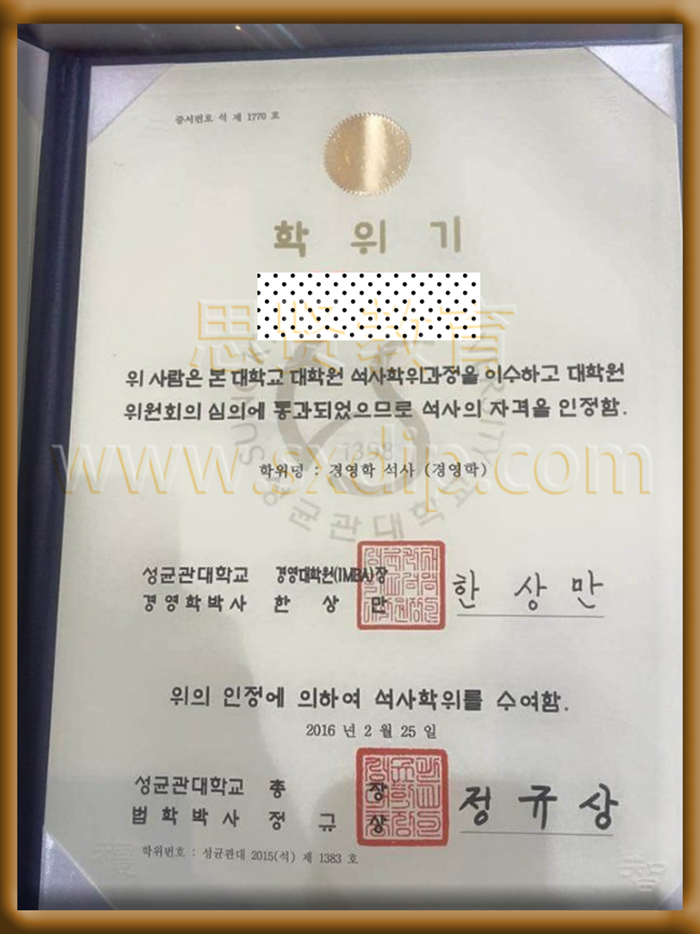 증서번호 석 제 1770 호
학 위 기
思贤教育
위 사람은 본 대학교 대학원 석사학위과정을 이수하고 대학원
위원회의 심의에 통과되었으므로 석사의 자격을 인정함.
1398
www.sxdip.com
학위명 : 경영학 석사 (경영학)
성균관대학교
성균관대학교 경영대학원(IMBA)장
경영학박사 한 상 만 한 상 만
위의 인정에 의하여 석사학위를 수여함.
2016 년 2 월 25 일
성균관대학교 총 장
법학박사 정 규 상 정 규 상
학위번호 : 성균관대 2015(석) 제 1383 호